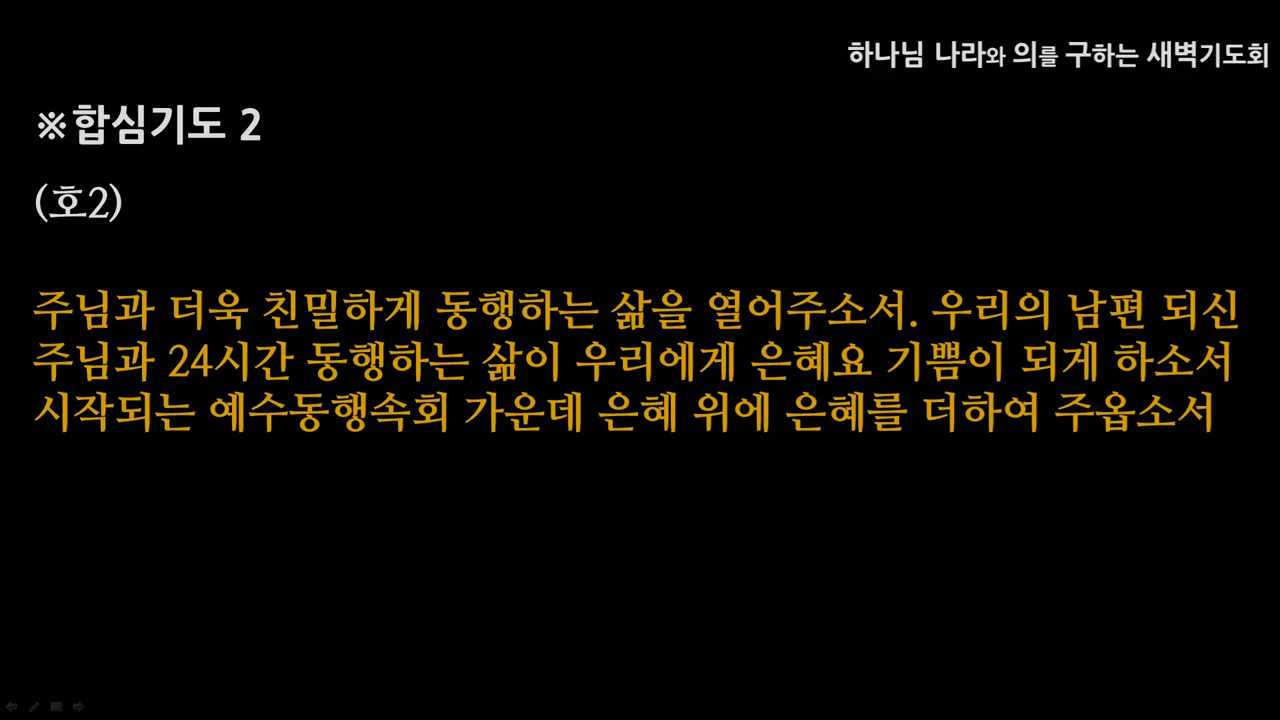 하나님 나라와 의를 구하는 새벽기도회
※합심기도 2
(호2)
주님과 더욱 친밀하게 동행하는 삶을 열어주소서. 우리의 남편 되신
주님과 24시간 동행하는 삶이 우리에게 은혜요 기쁨이 되게 하소서
시작되는 예수동행속회 가운데 은혜 위에 은혜를 더하여 주옵소서